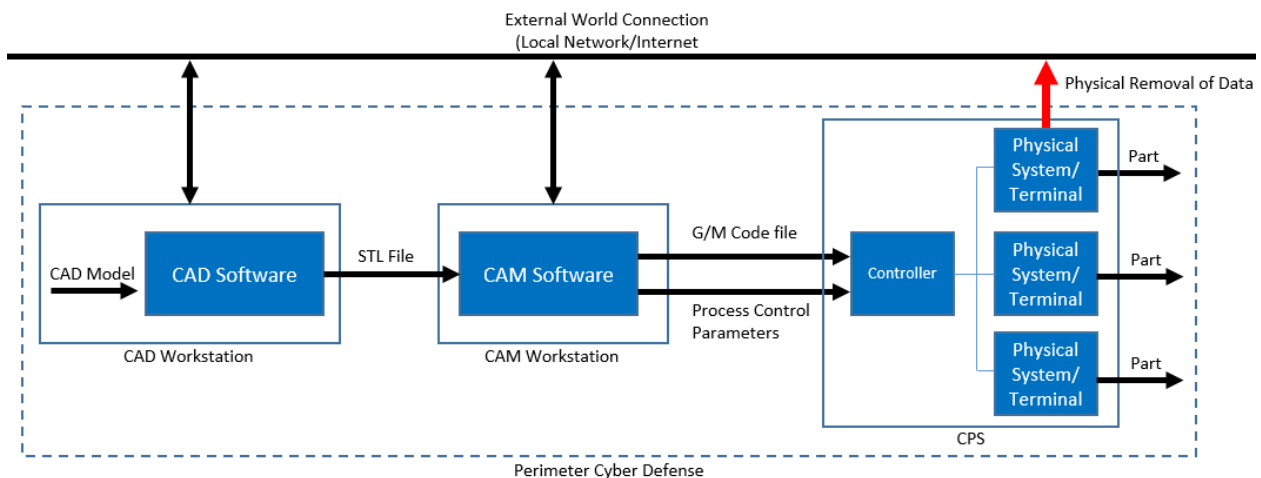 External World Connection
(Local Network/Internet
Physical Removal of Data
Physical
System/
Terminal
Part
G/M Code file
STL File
CAD Model
CAD Software
CAM Software
Controller
Physical
System/
Terminal
Part
Process Control
Parameters
CAD Workstation
CAM Workstation
Physical
System/
Terminal
Part
CPS
Perimeter Cyber Defense